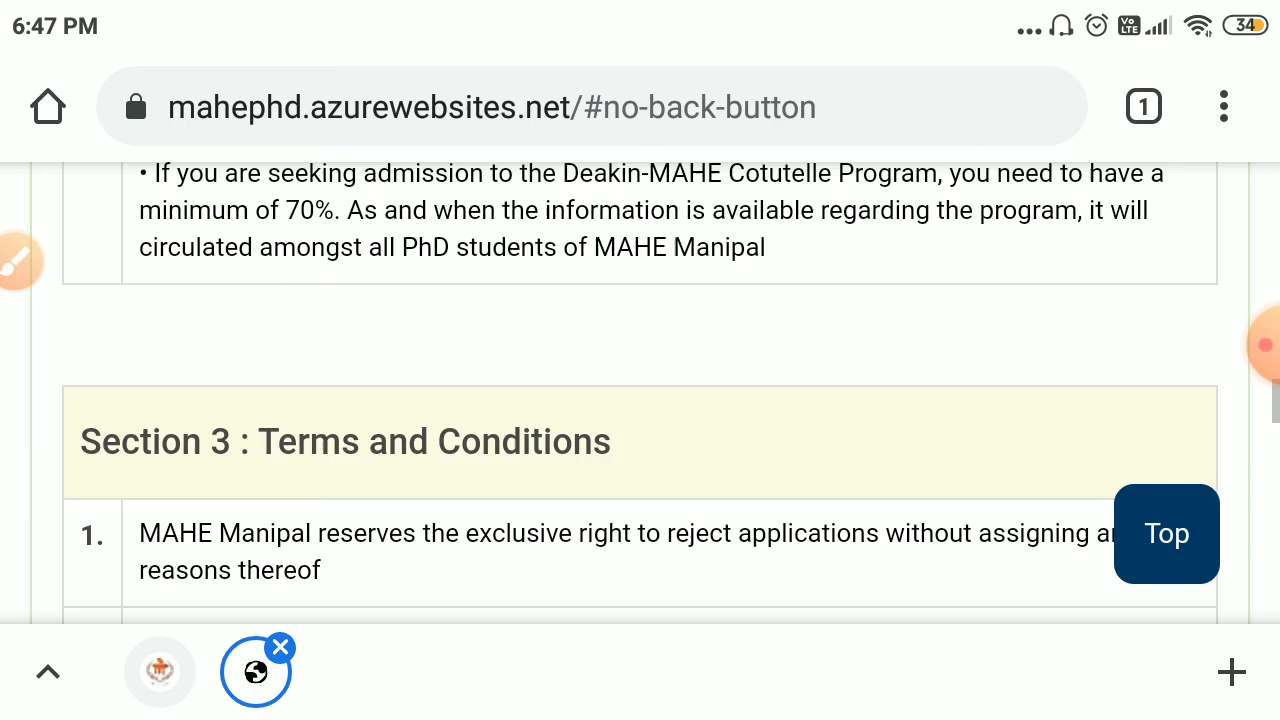 6:47 PM
Vo LTE
34
mahephd.azurewebsites.net/#no-back-button
1
• If you are seeking admission to the Deakin-MAHE Cotutelle Program, you need to have a
minimum of 70%. As and when the information is available regarding the program, it will
circulated amongst all PhD students of MAHE Manipal
Section 3 : Terms and Conditions
1. MAHE Manipal reserves the exclusive right to reject applications without assigning
reasons thereof
Top